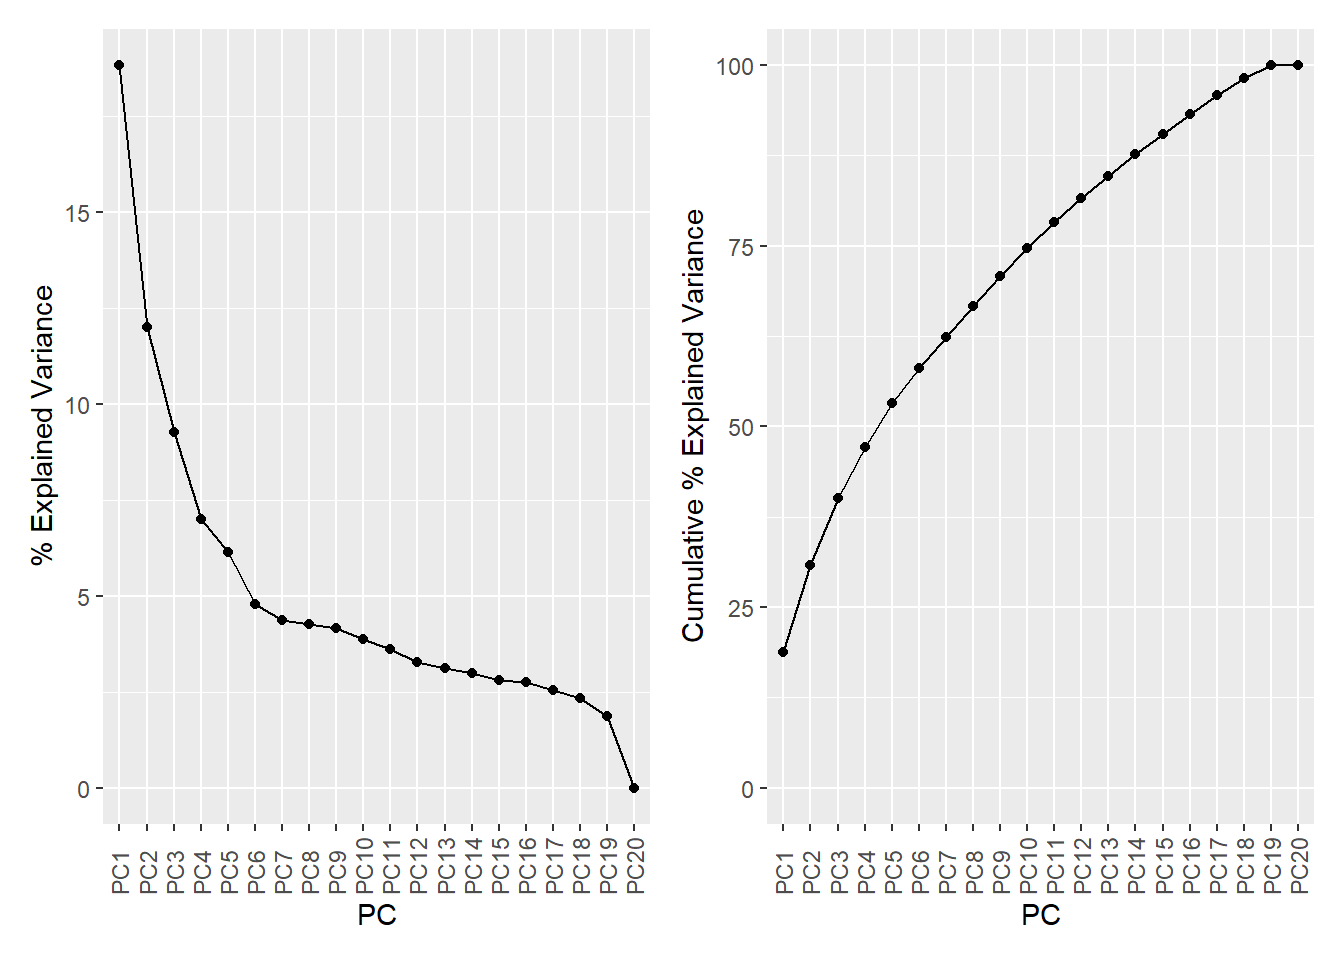 % Explained Variance
15
10
5
0
PC1
PC2
PC3
PC4
PC5
PC6
PC7
PC8
PC9
PC10
PC11
PC12
PC13
PC14
PC15
PC16
PC17
PC18
PC19
PC20
PC
Cumulative % Explained Variance
100
75
50
25
0
PC1
PC2
PC3
PC4
PC5
PC6
PC7
PC8
PC9
PC10
PC11
PC12
PC13
PC14
PC15
PC16
PC17
PC18
PC19
PC20
PC